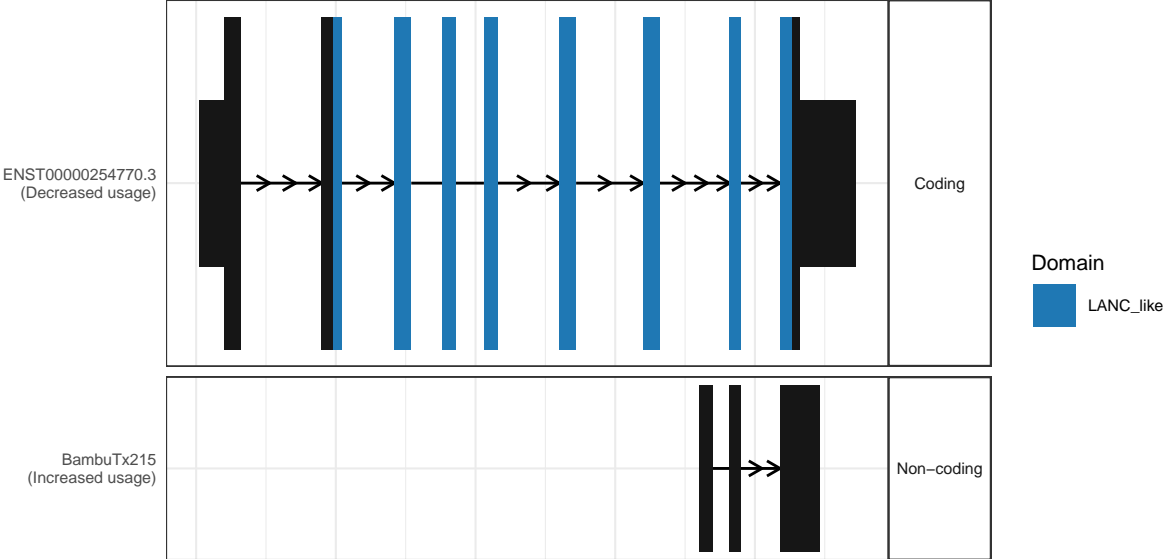 ENST00000254770.3
(Decreased usage)
Coding
Domain
LANC_like
BambuTx215
(Increased usage)
Non−coding